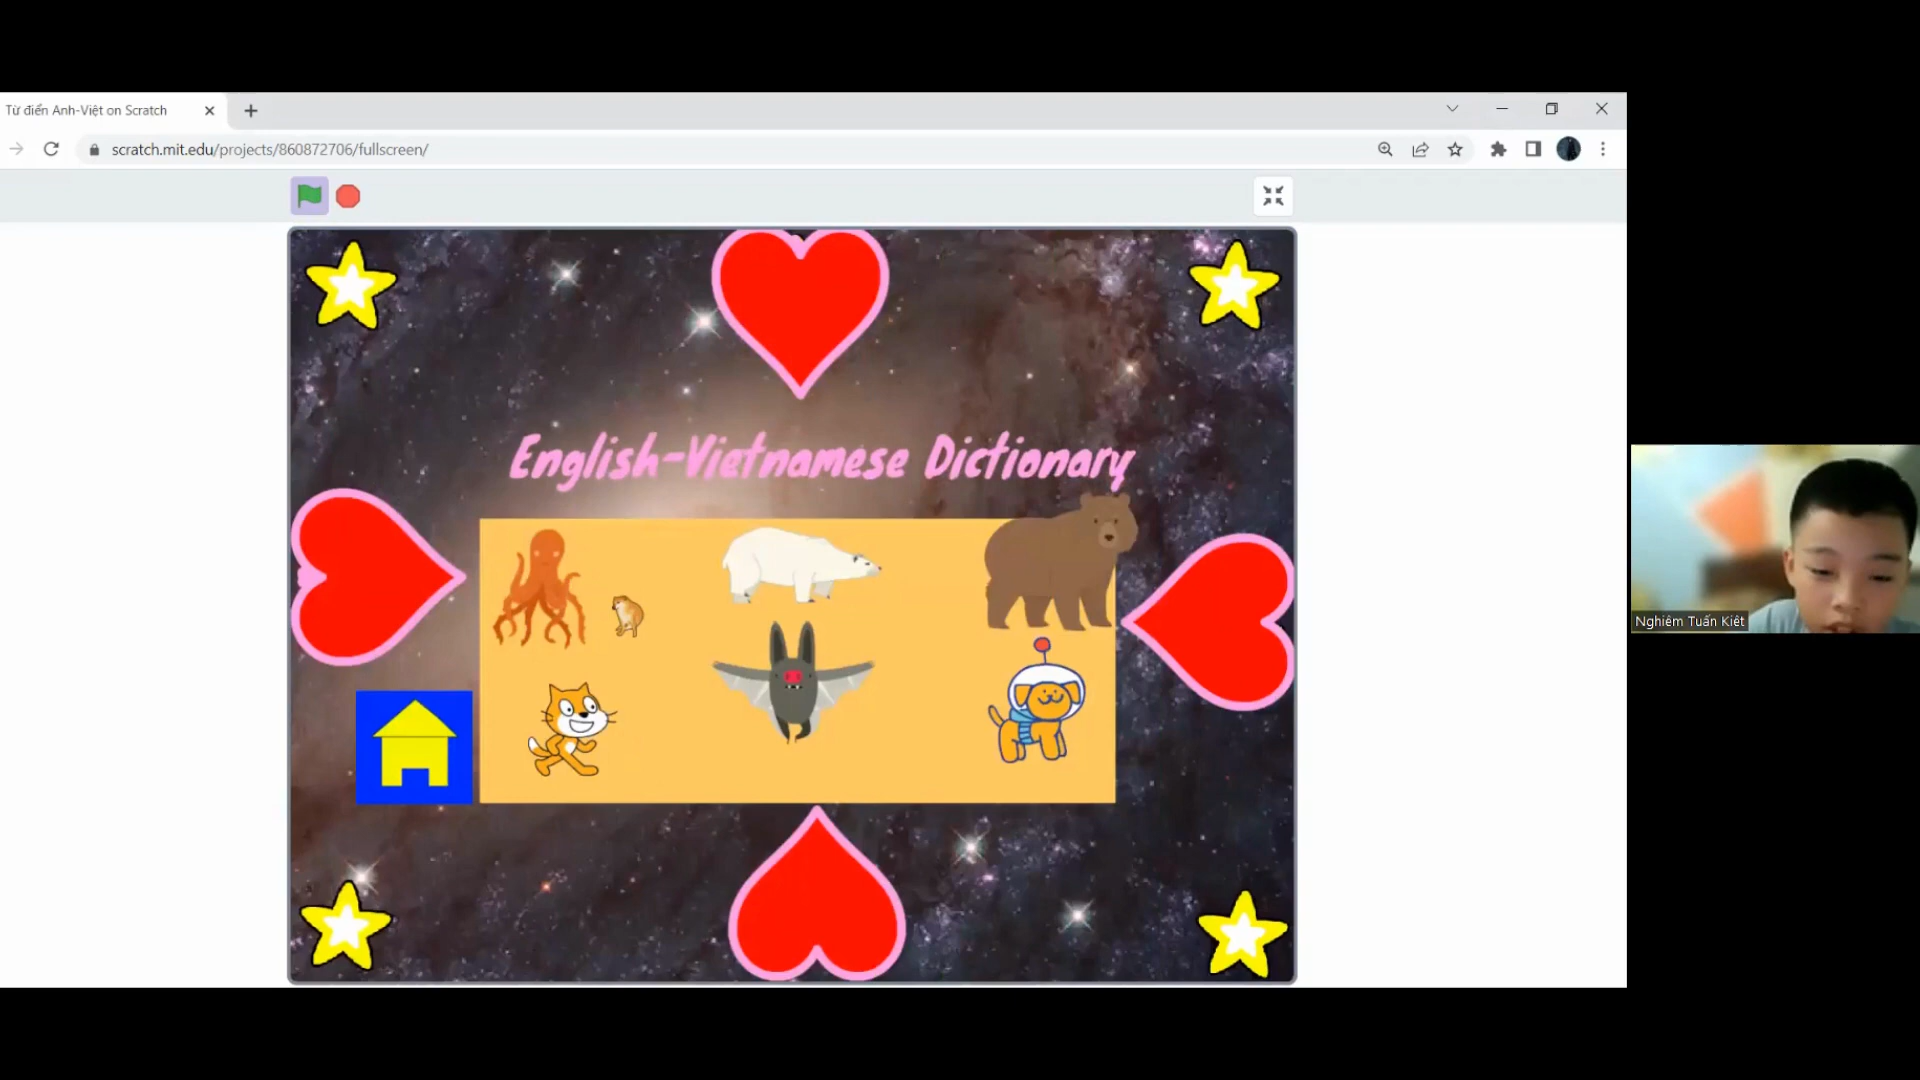 Từ điển Anh-Việt on Scratch
scratch.mit.edu/projects/860872706/fullscreen/
English-Vietnamese Dictionary
Nghiêm Tuấn Kiệt